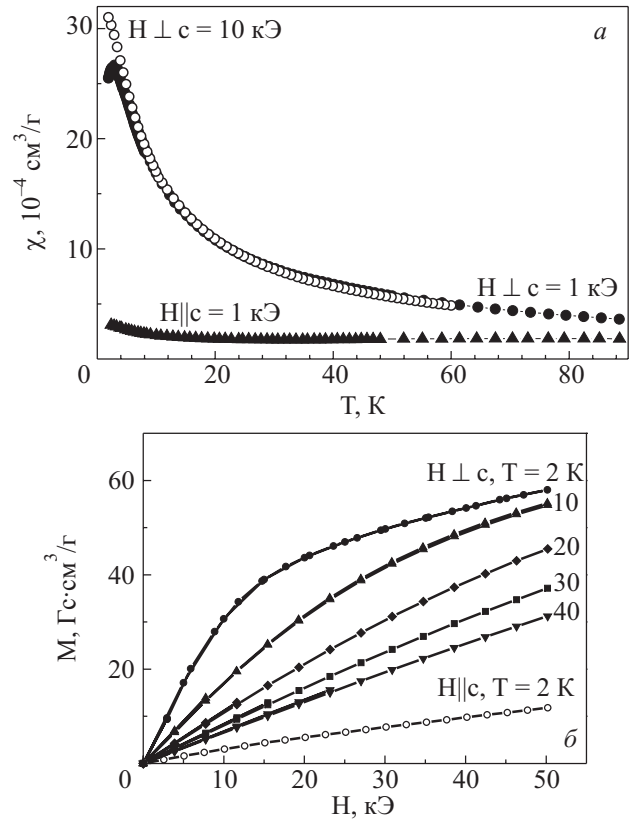 30
H ⊥ c = 10 кЭ
а
20
χ, 10⁻⁴ см³/г
10
H ⊥ c = 1 кЭ
H||c = 1 кЭ
0 20 40 60 80
T, К
60
H ⊥ c, T = 2 К
10
20
40
30
40
M, Гс·см³/г
20
H||c, T = 2 К
б
0 10 20 30 40 50
H, кЭ